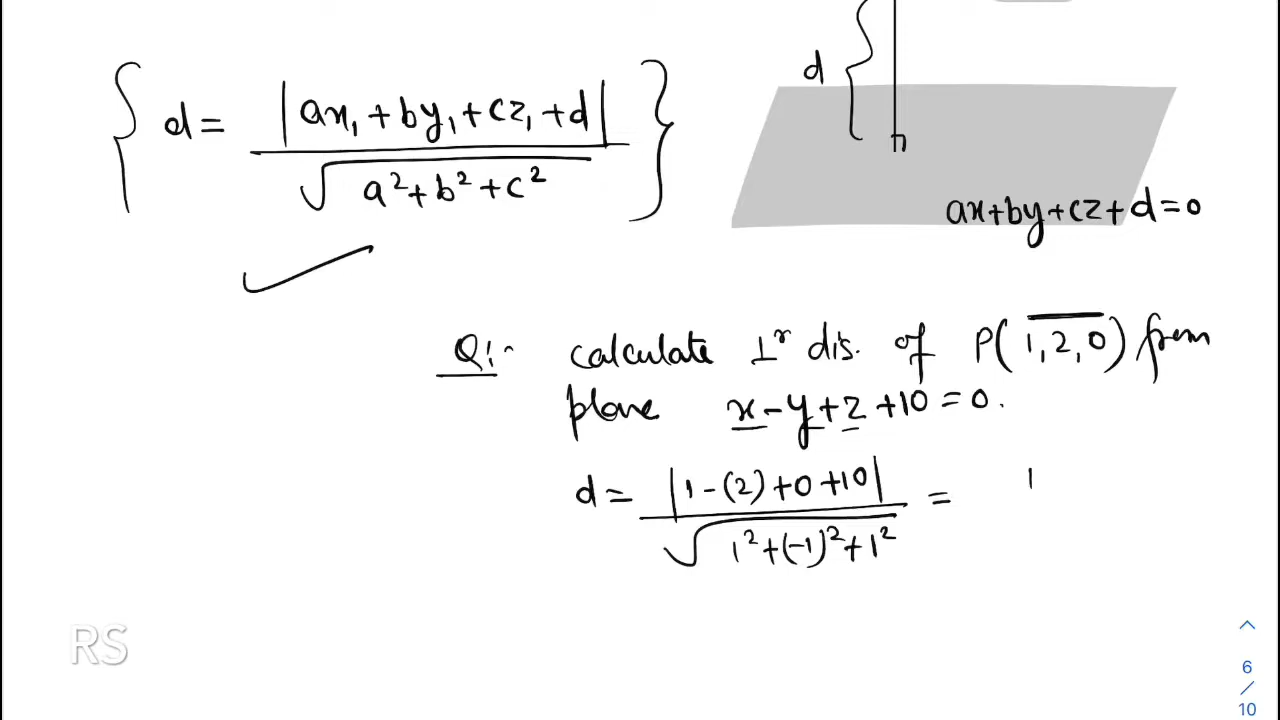 d = |ax₁ + by₁ + cz₁ + d| / √(a² + b² + c²)
d
ax+by+cz+d=0
Q1:- calculate ⊥ʳ dis. of P(1,2,0) from
plane x-y+z+10=0.
d = |1-(2)+0+10| / √(1²+(-1)²+1²) = |
RS
6
/
10